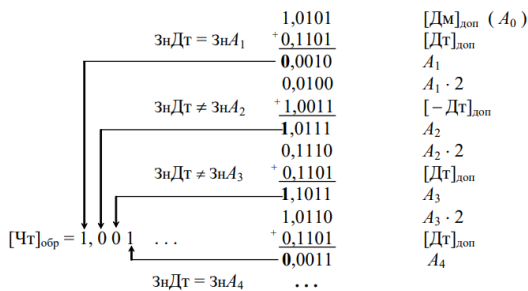 1,0101 [Дм]доп ( A0 )
ЗнДт = ЗнA1 +0,1101 [Дт]доп
0,0010 A1
0,0100 A1 · 2
ЗнДт ≠ ЗнA2 +1,0011 [− Дт]доп
1,0111 A2
0,1110 A2 · 2
ЗнДт ≠ ЗнA3 +0,1101 [Дт]доп
1,1011 A3
1,0110 A3 · 2
[Чт]обр = 1, 0 0 1 . . . +0,1101 [Дт]доп
0,0011 A4
ЗнДт = ЗнA4 . . .